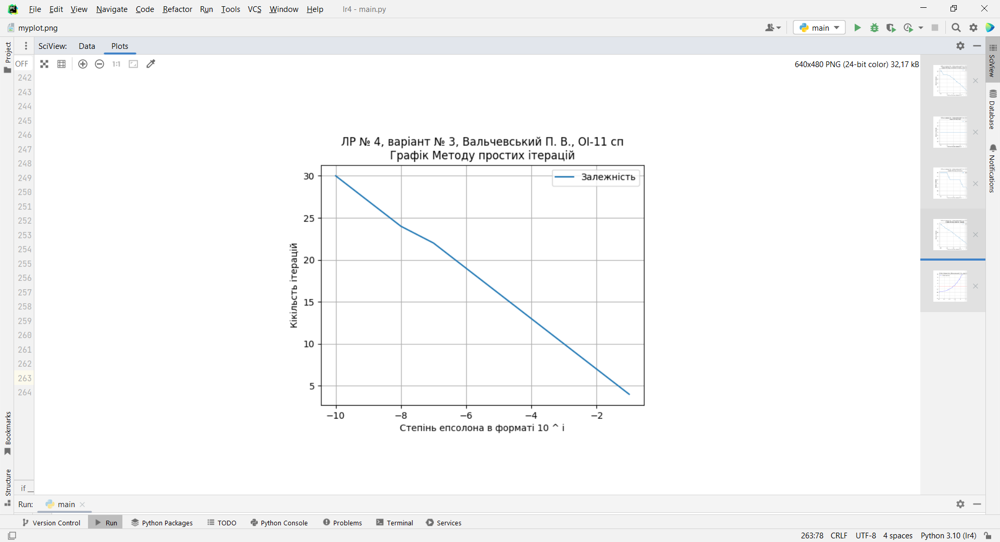 File Edit View Navigate Code Refactor Run Tools VCS Window Help lr4 - main.py
myplot.png main
SciView: Data Plots
OFF 1:1 640x480 PNG (24-bit color) 32,17 kB
Project
Bookmarks
Structure
SciView
Database
Notifications
242
243
244
245
246
247
248
249
250
251
252
253
254
255
256
257
258
259
260
261
262
263
264
if __
ЛР № 4, варіант № 3, Вальчевський П. В., ОІ-11 сп
Графік Методу простих ітерацій
Залежність
Кікільсть ітерацій
30
25
20
15
10
5
−10 −8 −6 −4 −2
Степінь епсолона в форматі 10 ^ i
Run: main
Version Control Run Python Packages TODO Python Console Problems Terminal Services
263:78 CRLF UTF-8 4 spaces Python 3.10 (lr4)